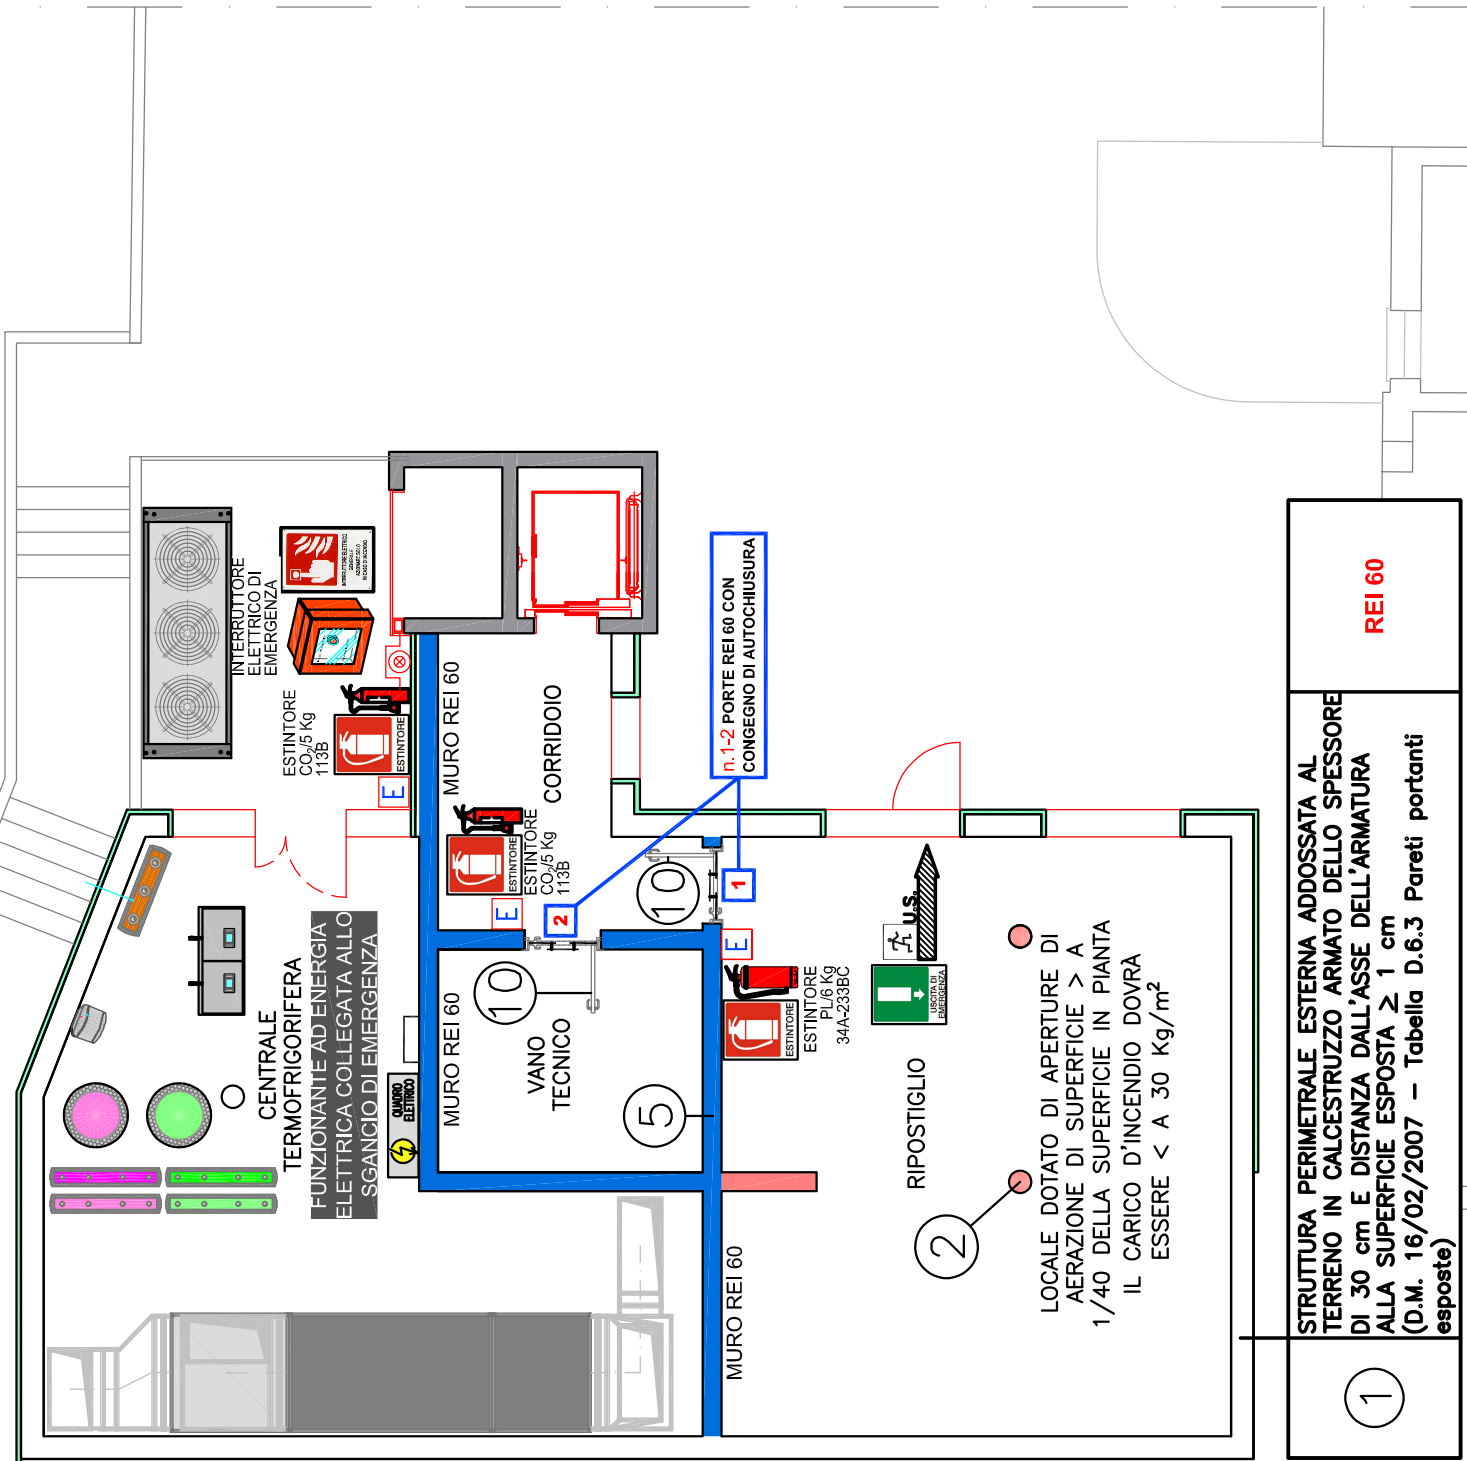 INTERRUTTORE
ELETTRICO DI
EMERGENZA
ESTINTORE
CO2/5 Kg
113B
ESTINTORE
E
MURO REI 60
CORRIDOIO
ESTINTORE
CO2/5 Kg
113B
ESTINTORE
E
n.1-2 PORTE REI 60 CON
CONGEGNO DI AUTOCHIUSURA
1
2
10
10
CENTRALE
TERMOFRIGORIFERA
FUNZIONANTE AD ENERGIA
ELETTRICA COLLEGATA ALLO
SGANCIO DI EMERGENZA
QUADRO
ELETTRICO
MURO REI 60
VANO
TECNICO
5
E
ESTINTORE
ESTINTORE
PL/6 Kg
34A-233BC
U.S.
USCITA DI
EMERGENZA
RIPOSTIGLIO
2
MURO REI 60
LOCALE DOTATO DI APERTURE DI
AERAZIONE DI SUPERFICIE > A
1/40 DELLA SUPERFICIE IN PIANTA
IL CARICO D'INCENDIO DOVRÀ
ESSERE < A 30 Kg/m²
1
STRUTTURA PERIMETRALE ESTERNA ADDOSSATA AL
TERRENO IN CALCESTRUZZO ARMATO DELLO SPESSORE
DI 30 cm E DISTANZA DALL'ASSE DELL'ARMATURA
ALLA SUPERFICIE ESPOSTA ≥ 1 cm
(D.M. 16/02/2007 – Tabella D.6.3 Pareti portanti
esposte)
REI 60